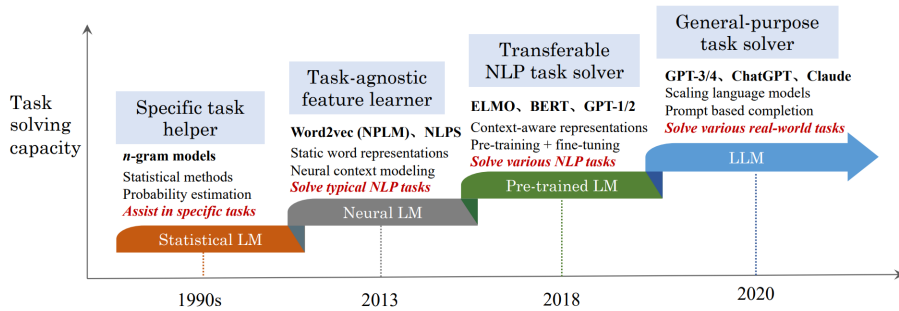 Task
solving
capacity
Specific task
helper
n-gram models
Statistical methods
Probability estimation
Assist in specific tasks
Statistical LM
1990s
Task-agnostic
feature learner
Word2vec (NPLM)、NLPS
Static word representations
Neural context modeling
Solve typical NLP tasks
Neural LM
2013
Transferable
NLP task solver
ELMO、BERT、GPT-1/2
Context-aware representations
Pre-training + fine-tuning
Solve various NLP tasks
Pre-trained LM
2018
General-purpose
task solver
GPT-3/4、ChatGPT、Claude
Scaling language models
Prompt based completion
Solve various real-world tasks
LLM
2020